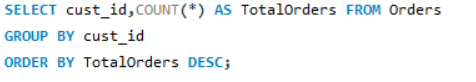 SELECT cust_id,COUNT(*) AS TotalOrders FROM Orders
GROUP BY cust_id
ORDER BY TotalOrders DESC;